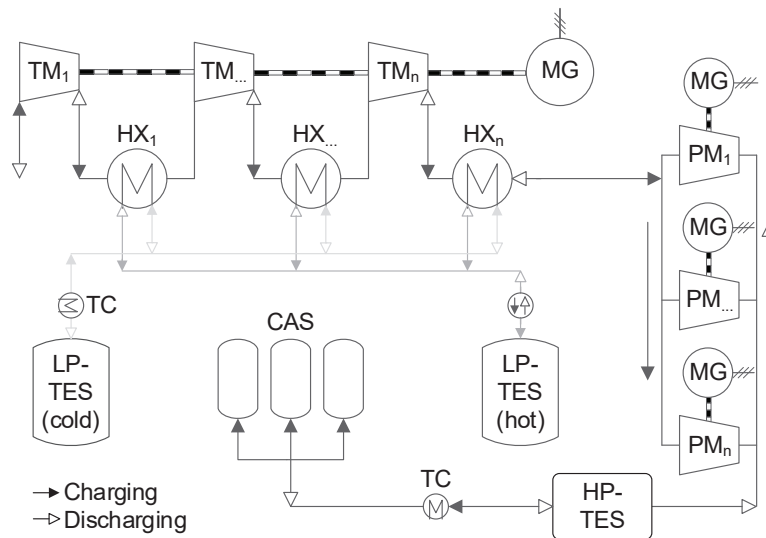 TM₁
TM...
TMₙ
MG
MG
HX₁
HX...
HXₙ
PM₁
MG
PM...
TC
CAS
LP-
TES
(cold)
LP-
TES
(hot)
MG
PMₙ
Charging
Discharging
TC
HP-
TES